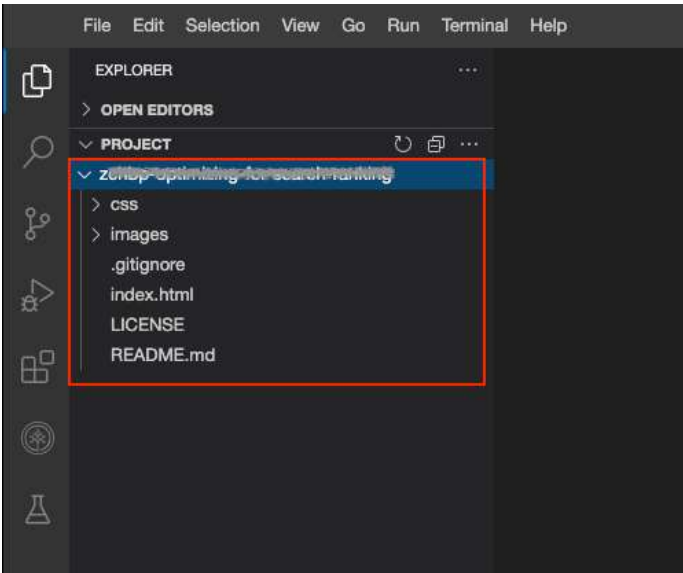 File Edit Selection View Go Run Terminal Help
EXPLORER
OPEN EDITORS
PROJECT
css
images
.gitignore
index.html
LICENSE
README.md